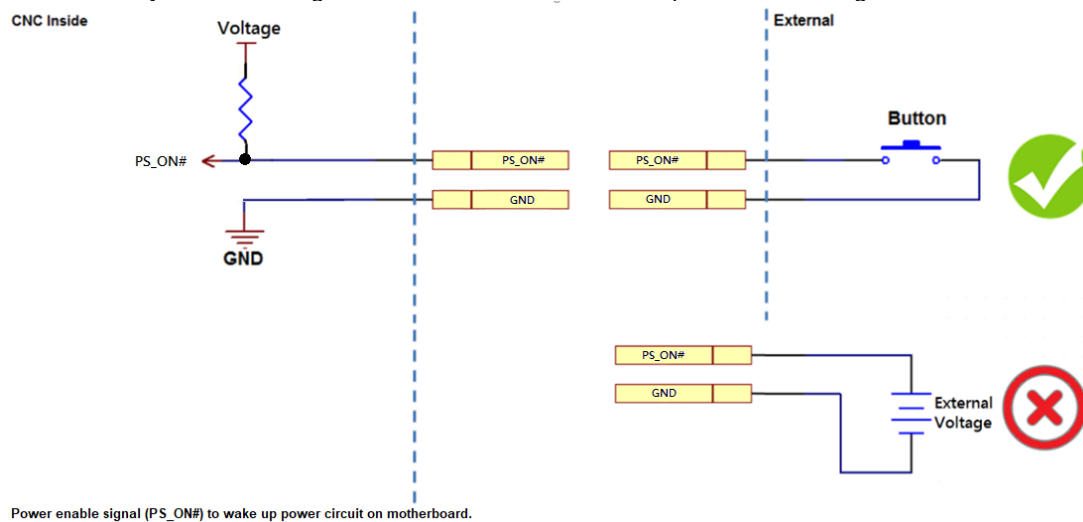 CNC Inside
External
Voltage
Button
PS_ON#
PS_ON#
PS_ON#
GND
GND
GND
PS_ON#
GND
External
Voltage
Power enable signal (PS_ON#) to wake up power circuit on motherboard.